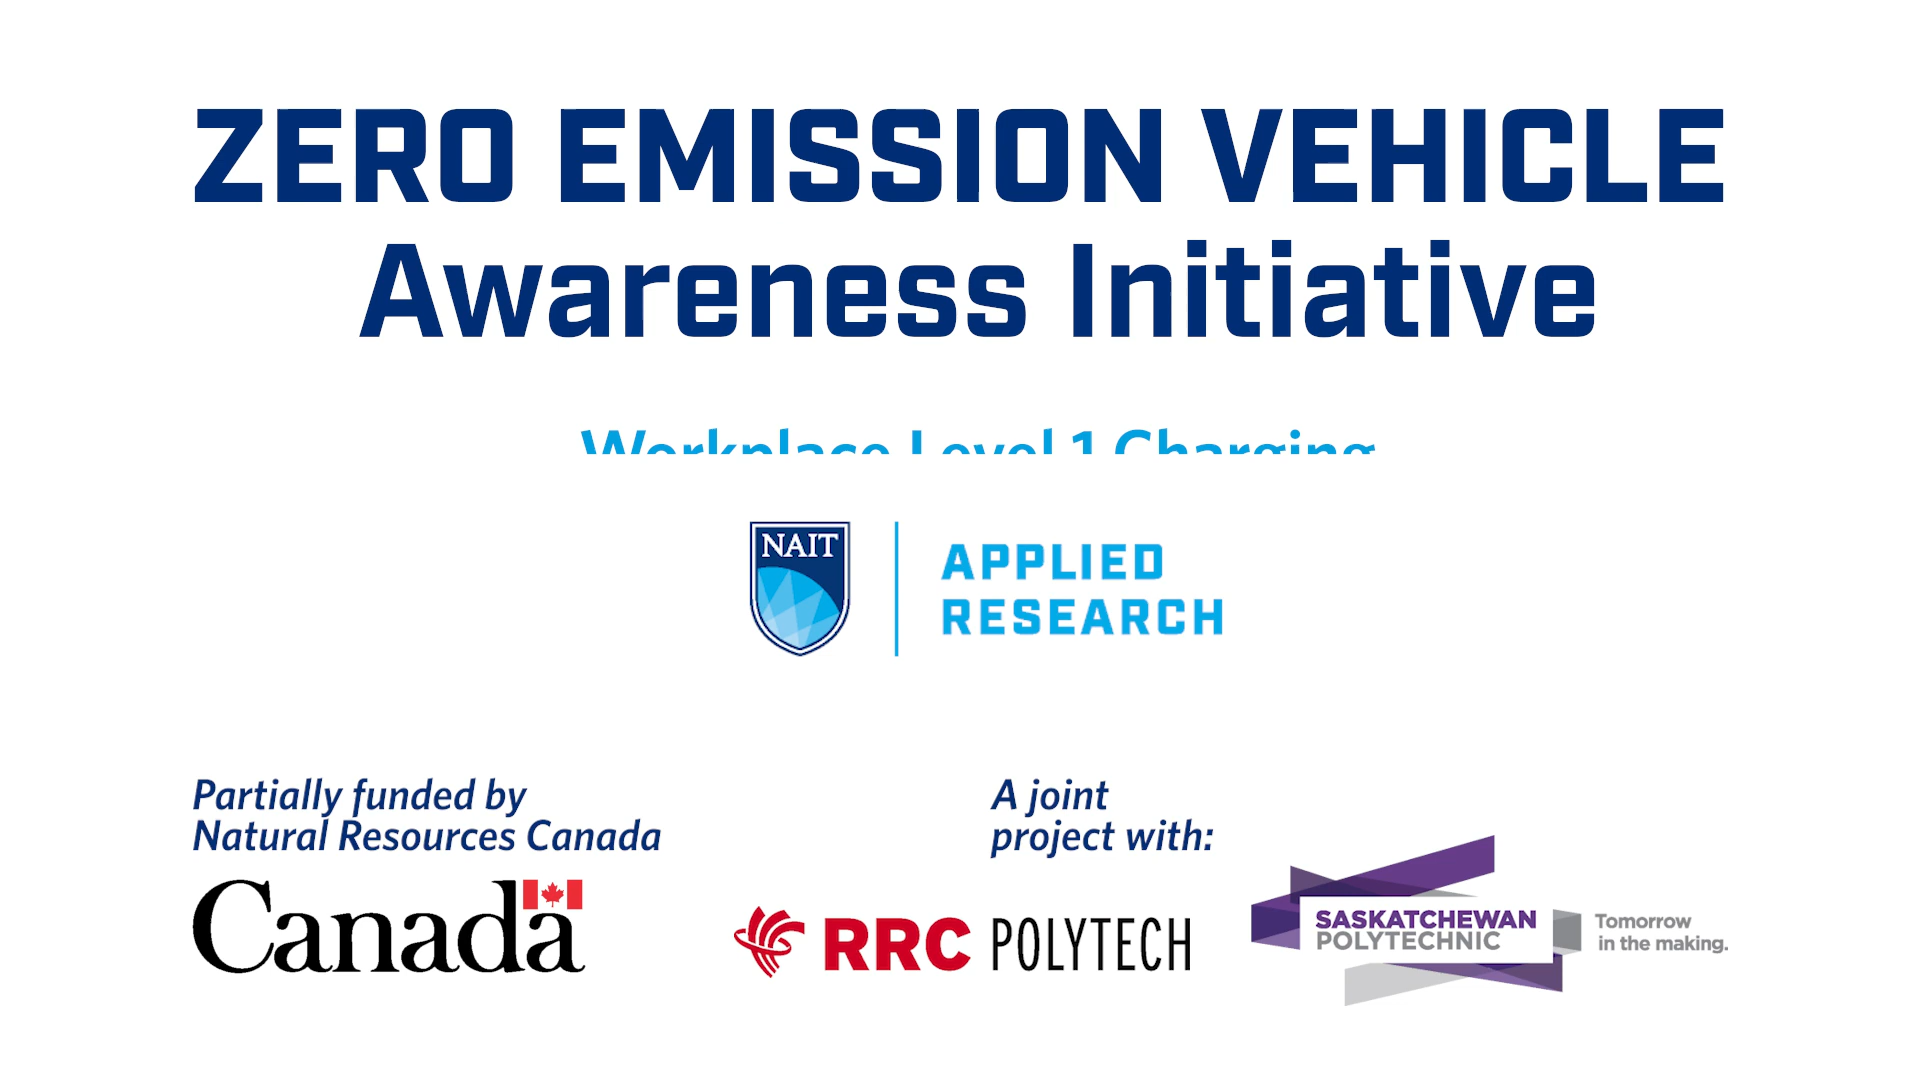 ZERO EMISSION VEHICLE
Awareness Initiative
Workplace Level 1 Charging
NAIT
APPLIED
RESEARCH
Partially funded by
Natural Resources Canada
A joint
project with:
Canada
RRC POLYTECH
SASKATCHEWAN
POLYTECHNIC
Tomorrow
in the making.